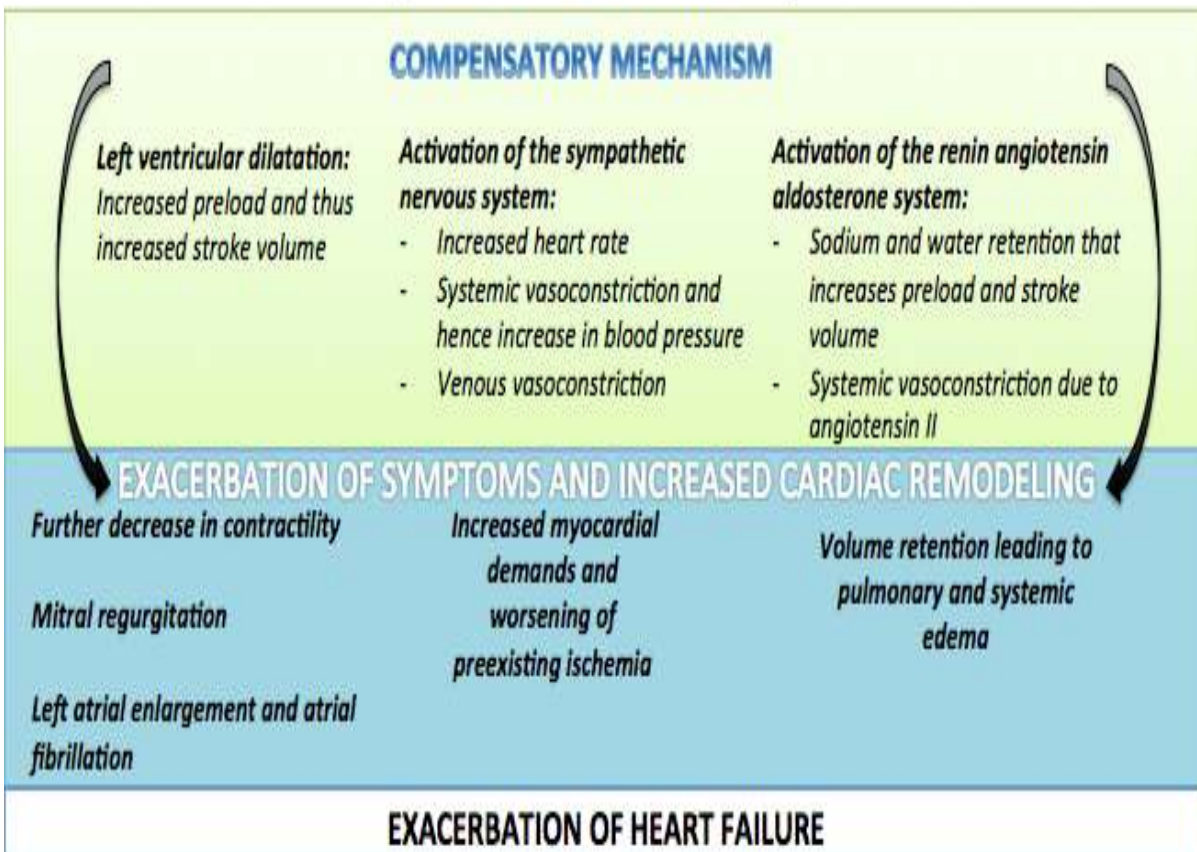 COMPENSATORY MECHANISM
Left ventricular dilatation:
Increased preload and thus
increased stroke volume
Activation of the sympathetic
nervous system:
- Increased heart rate
- Systemic vasoconstriction and
hence increase in blood pressure
- Venous vasoconstriction
Activation of the renin angiotensin
aldosterone system:
- Sodium and water retention that
increases preload and stroke
volume
- Systemic vasoconstriction due to
angiotensin II
EXACERBATION OF SYMPTOMS AND INCREASED CARDIAC REMODELING
Further decrease in contractility
Mitral regurgitation
Left atrial enlargement and atrial
fibrillation
Increased myocardial
demands and
worsening of
preexisting ischemia
Volume retention leading to
pulmonary and systemic
edema
EXACERBATION OF HEART FAILURE